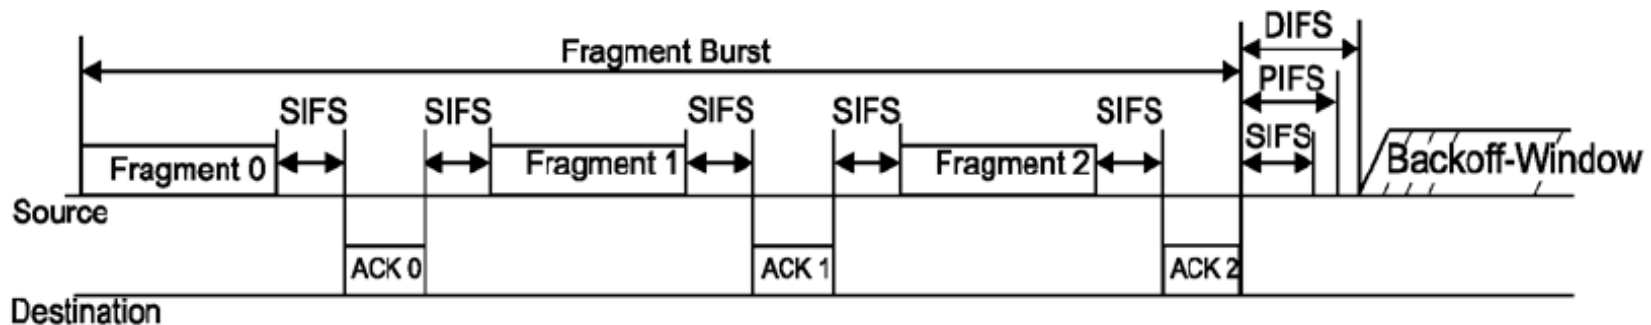 DIFS
Fragment Burst
PIFS
SIFS SIFS SIFS SIFS SIFS SIFS
Fragment 0 Fragment 1 Fragment 2 Backoff-Window
Source
ACK 0 ACK 1 ACK 2
Destination